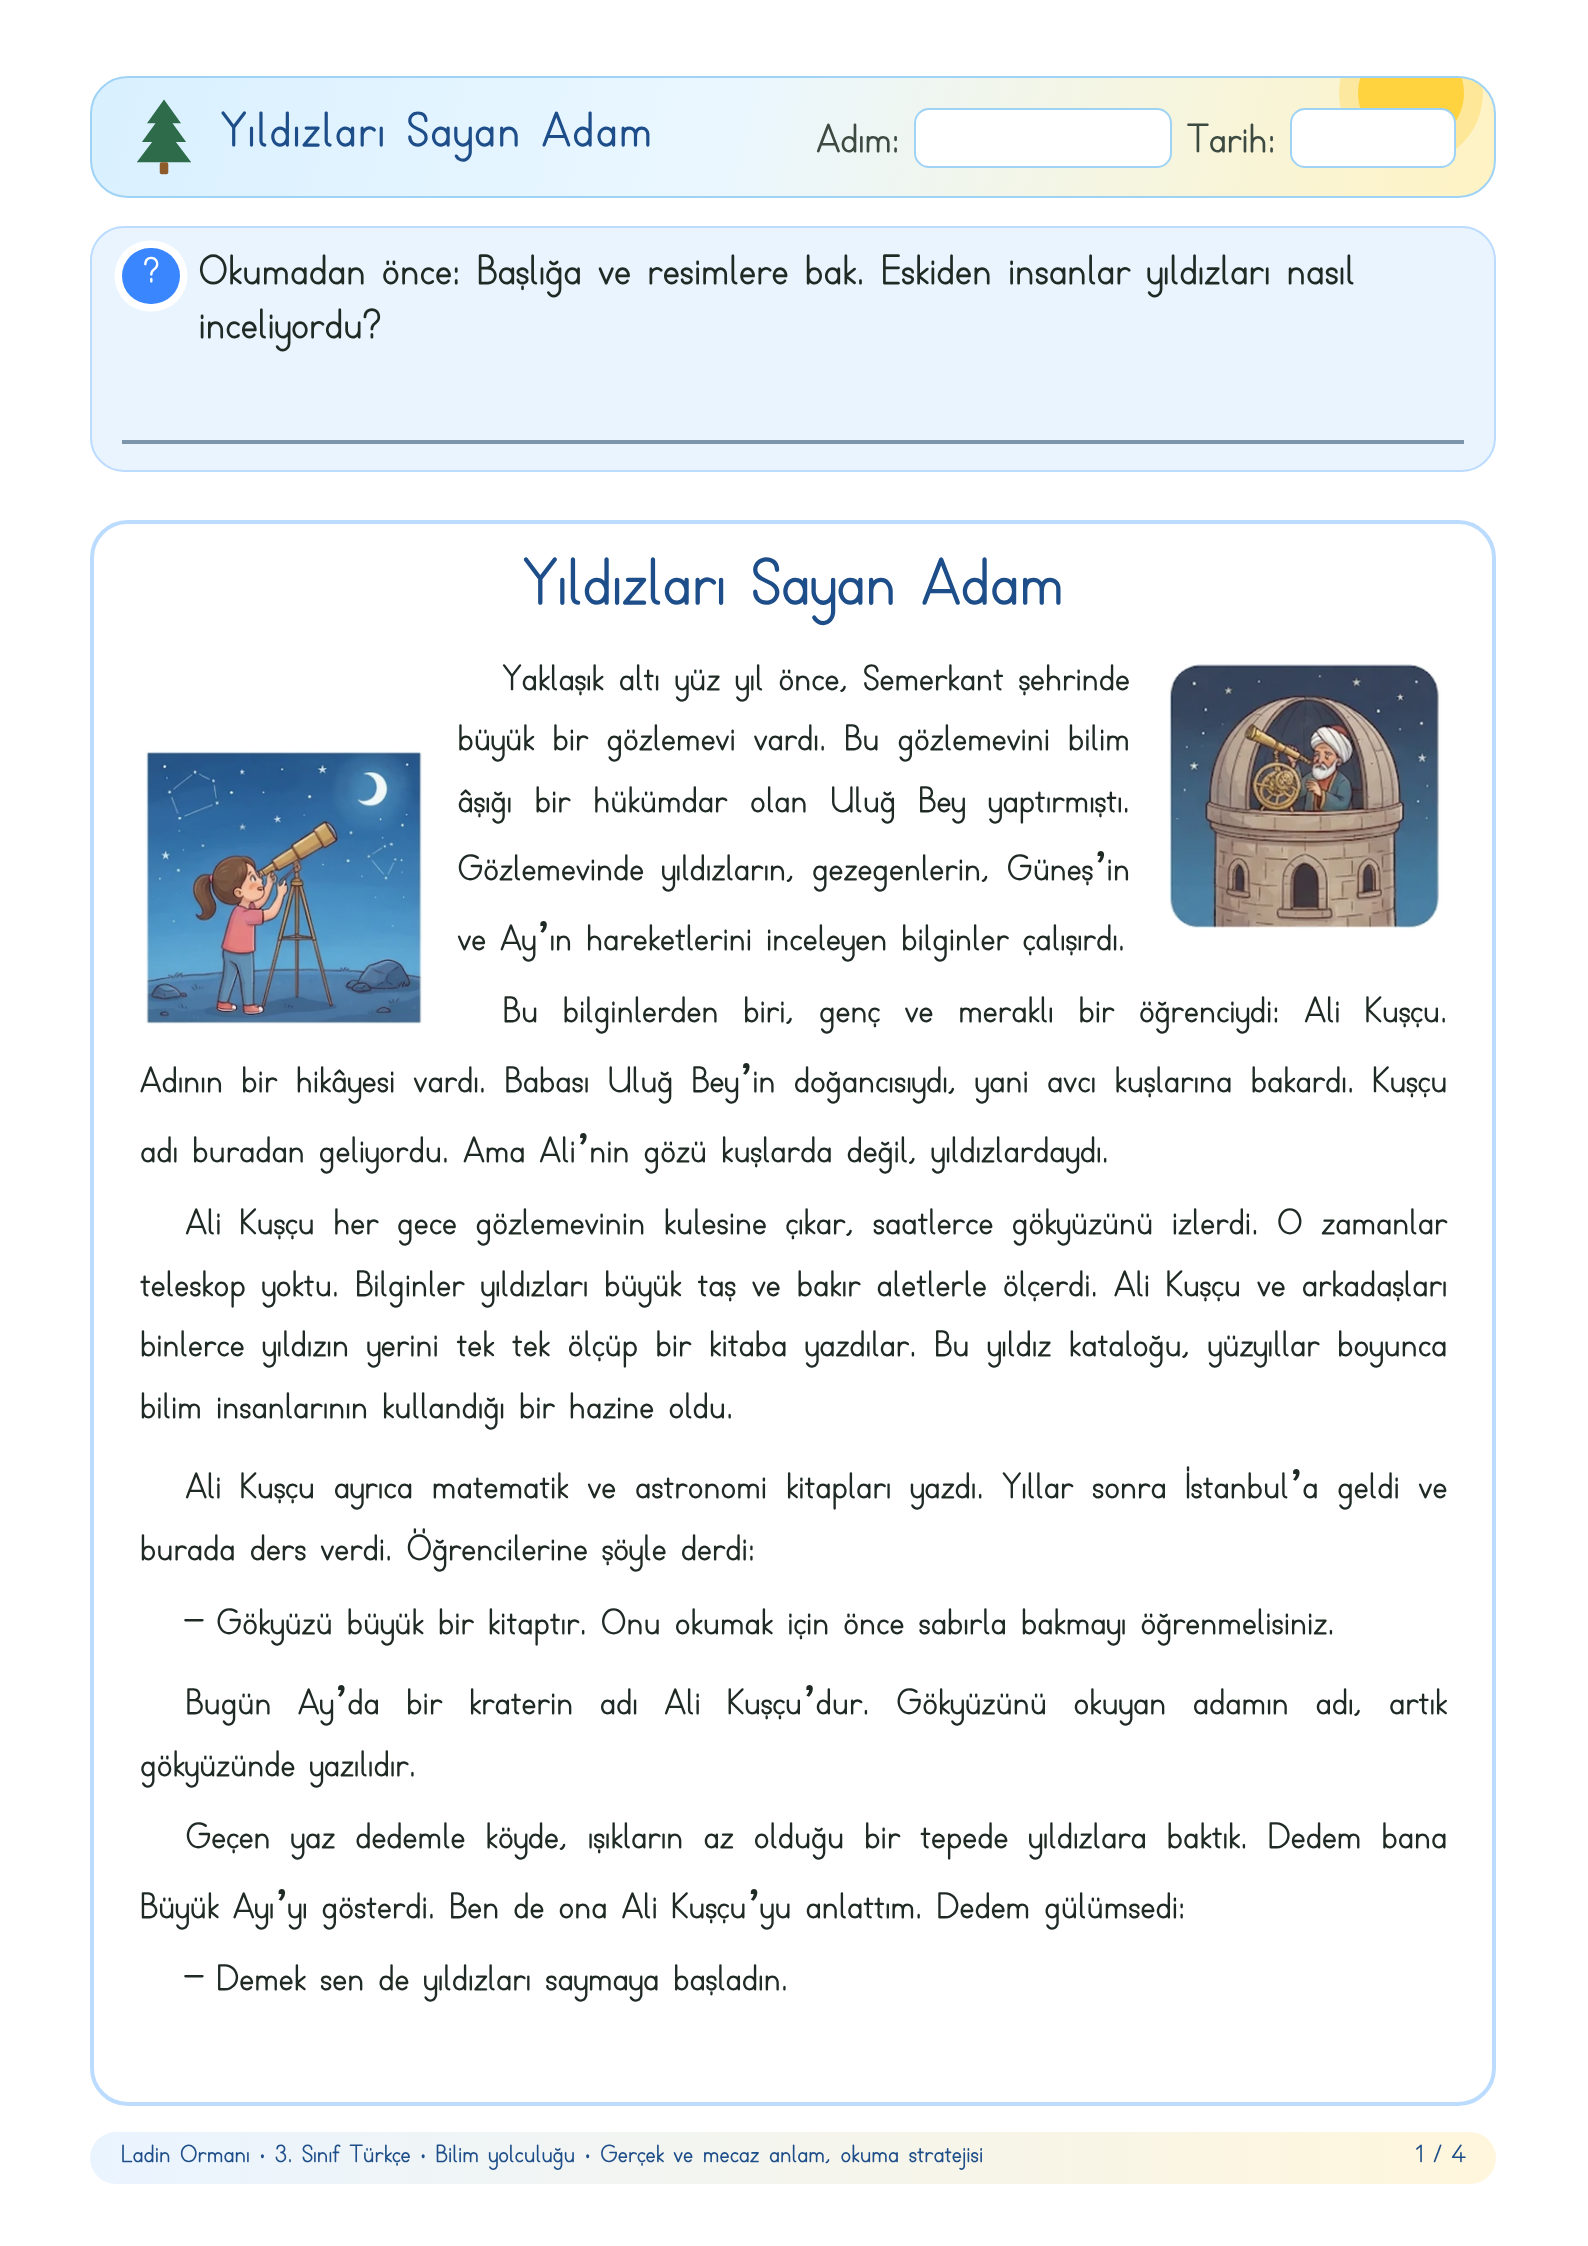 Yıldızları Sayan Adam
Adım:
Tarih:
?
Okumadan önce: Başlığa ve resimlere bak. Eskiden insanlar yıldızları nasıl
inceliyordu?
Yıldızları Sayan Adam
Yaklaşık altı yüz yıl önce, Semerkant şehrinde
büyük bir gözlemevi vardı. Bu gözlemevini bilim
âşığı bir hükümdar olan Uluğ Bey yaptırmıştı.
Gözlemevinde yıldızların, gezegenlerin, Güneş’in
ve Ay’ın hareketlerini inceleyen bilginler çalışırdı.
Bu bilginlerden biri, genç ve meraklı bir öğrenciydi: Ali Kuşçu.
Adının bir hikâyesi vardı. Babası Uluğ Bey’in doğancısıydı, yani avcı kuşlarına bakardı. Kuşçu
adı buradan geliyordu. Ama Ali’nin gözü kuşlarda değil, yıldızlardaydı.
Ali Kuşçu her gece gözlemevinin kulesine çıkar, saatlerce gökyüzünü izlerdi. O zamanlar
teleskop yoktu. Bilginler yıldızları büyük taş ve bakır aletlerle ölçerdi. Ali Kuşçu ve arkadaşları
binlerce yıldızın yerini tek tek ölçüp bir kitaba yazdılar. Bu yıldız kataloğu, yüzyıllar boyunca
bilim insanlarının kullandığı bir hazine oldu.
Ali Kuşçu ayrıca matematik ve astronomi kitapları yazdı. Yıllar sonra İstanbul’a geldi ve
burada ders verdi. Öğrencilerine şöyle derdi:
– Gökyüzü büyük bir kitaptır. Onu okumak için önce sabırla bakmayı öğrenmelisiniz.
Bugün Ay’da bir kraterin adı Ali Kuşçu’dur. Gökyüzünü okuyan adamın adı, artık
gökyüzünde yazılıdır.
Geçen yaz dedemle köyde, ışıkların az olduğu bir tepede yıldızlara baktık. Dedem bana
Büyük Ayı’yı gösterdi. Ben de ona Ali Kuşçu’yu anlattım. Dedem gülümsedi:
– Demek sen de yıldızları saymaya başladın.
Ladin Ormanı • 3. Sınıf Türkçe • Bilim yolculuğu • Gerçek ve mecaz anlam, okuma stratejisi
1 / 4